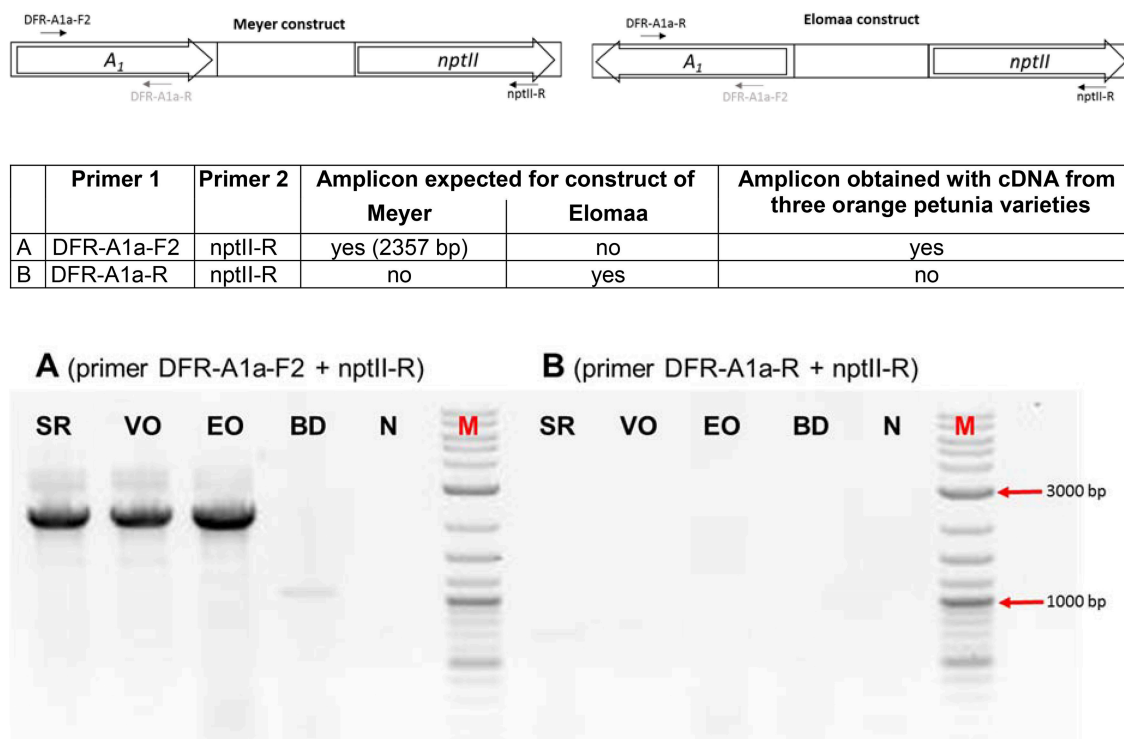 DFR-A1a-F2
Meyer construct
A1
nptII
DFR-A1a-R
nptII-R
DFR-A1a-R
Elomaa construct
A1
nptII
DFR-A1a-F2
nptII-R
Primer 1 Primer 2 Amplicon expected for construct of Amplicon obtained with cDNA from
Meyer Elomaa three orange petunia varieties
A DFR-A1a-F2 nptII-R yes (2357 bp) no yes
B DFR-A1a-R nptII-R no yes no
A (primer DFR-A1a-F2 + nptII-R)
SR VO EO BD N M
B (primer DFR-A1a-R + nptII-R)
SR VO EO BD N M
3000 bp
1000 bp